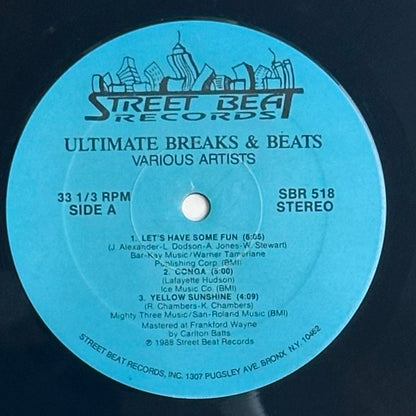 STREET BEAT
RECORDS
ULTIMATE BREAKS & BEATS
VARIOUS ARTISTS
33 1/3 RPM
SIDE A
SBR 518
STEREO
1. LET'S HAVE SOME FUN (5:05)
(J. Alexander-L. Dodson-A. Jones-W. Stewart)
Bar-Kay Music/Warner Tamerlane
Publishing Corp. (BMI)
2. CONGA (5:00)
(Lafayette Hudson)
Ice Music Co. (BMI)
3. YELLOW SUNSHINE (4:09)
(R. Chambers-K. Chambers)
Mighty Three Music/San-Roland Music (BMI)
Mastered at Frankford Wayne
by Carlton Batts
℗ 1988 Street Beat Records
STREET BEAT RECORDS, INC. 1307 PUGSLEY AVE. BRONX N.Y. 10462